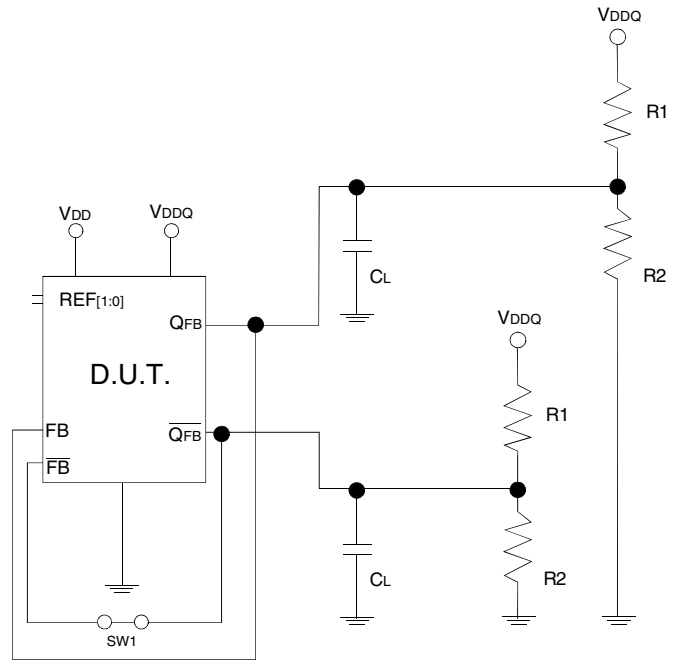 VDDQ
R1
R2
CL
VDD
VDDQ
REF[1:0]
QFB
D.U.T.
VDDQ
R1
FB
QFB
FB
R2
CL
SW1